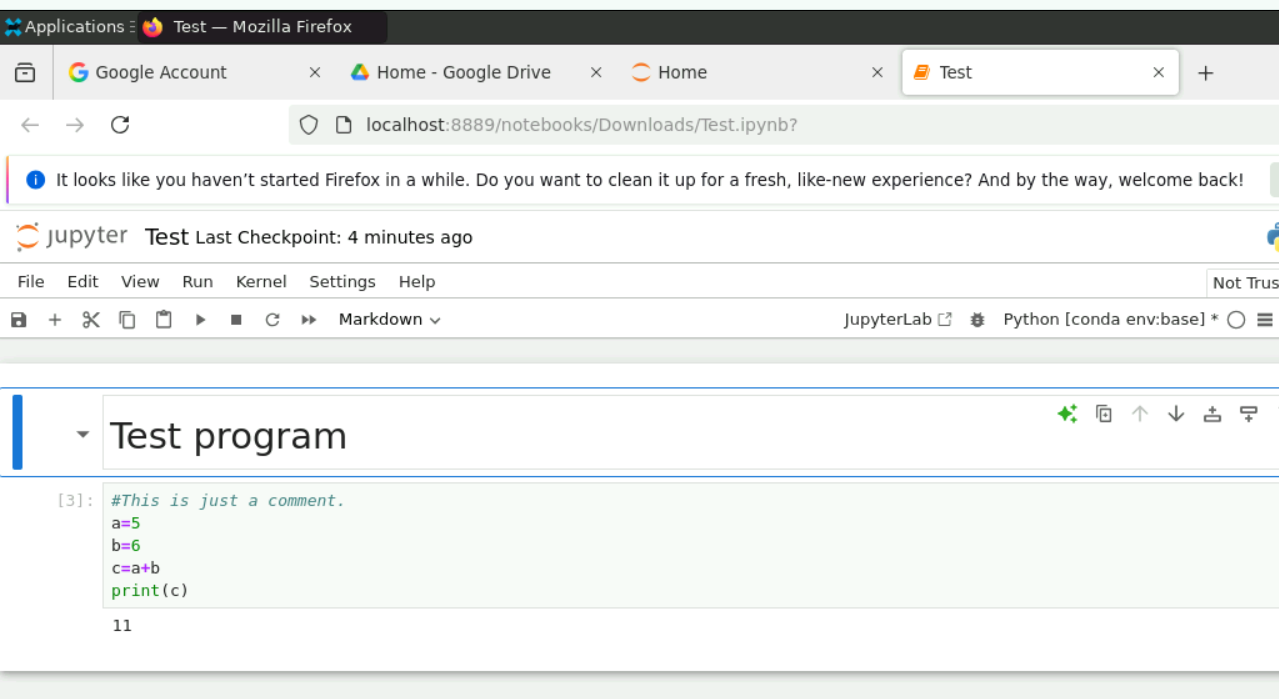 Applications Test — Mozilla Firefox
Google Account Home - Google Drive Home Test
localhost:8889/notebooks/Downloads/Test.ipynb?
It looks like you haven’t started Firefox in a while. Do you want to clean it up for a fresh, like-new experience? And by the way, welcome back!
jupyter Test Last Checkpoint: 4 minutes ago
File Edit View Run Kernel Settings Help Not Trus
Markdown JupyterLab Python [conda env:base] *
Test program
[3]: #This is just a comment.
a=5
b=6
c=a+b
print(c)
11